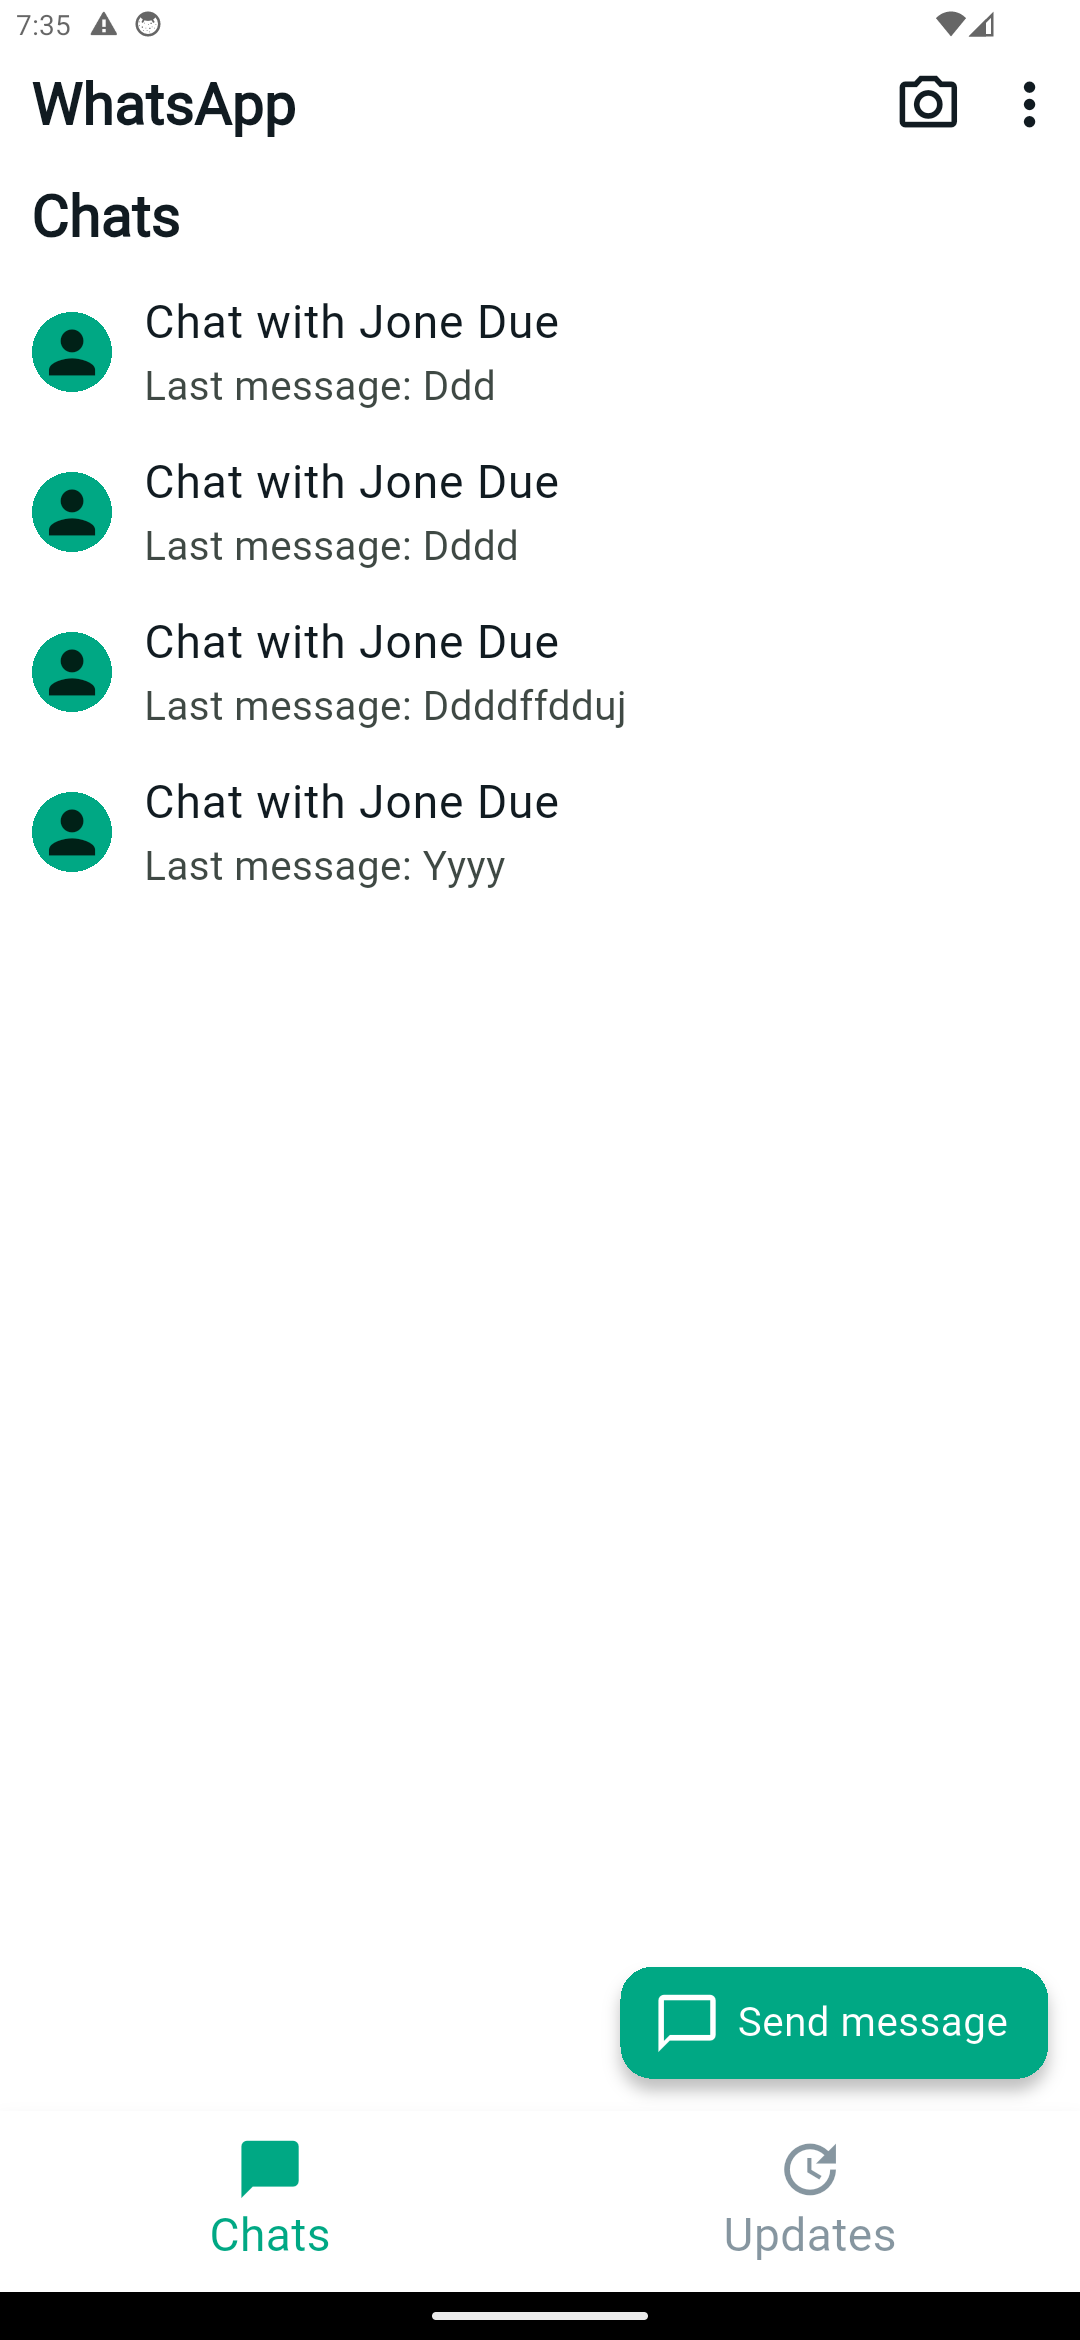 7:35
WhatsApp
Chats
Chat with Jone Due
Last message: Ddd
Chat with Jone Due
Last message: Dddd
Chat with Jone Due
Last message: Ddddffdduj
Chat with Jone Due
Last message: Yyyy
Send message
Chats
Updates